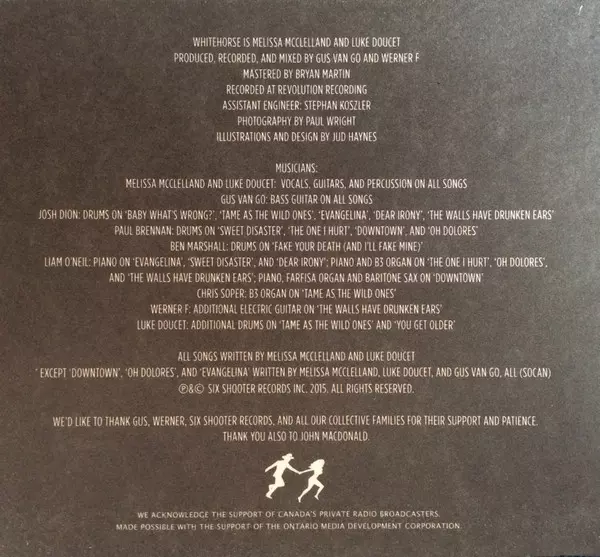 WHITEHORSE IS MELISSA MCCLELLAND AND LUKE DOUCET
PRODUCED, RECORDED, AND MIXED BY GUS VAN GO AND WERNER F
MASTERED BY BRYAN MARTIN
RECORDED AT REVOLUTION RECORDING
ASSISTANT ENGINEER: STEPHAN KOSZLER
PHOTOGRAPHY BY PAUL WRIGHT
ILLUSTRATIONS AND DESIGN BY JUD HAYNES
MUSICIANS:
MELISSA MCCLELLAND AND LUKE DOUCET: VOCALS, GUITARS, AND PERCUSSION ON ALL SONGS
GUS VAN GO: BASS GUITAR ON ALL SONGS
JOSH DION: DRUMS ON 'BABY WHAT'S WRONG?', 'TAME AS THE WILD ONES', 'EVANGELINA', 'DEAR IRONY', 'THE WALLS HAVE DRUNKEN EARS'
PAUL BRENNAN: DRUMS ON 'SWEET DISASTER', 'THE ONE I HURT', 'DOWNTOWN', AND 'OH DOLORES'
BEN MARSHALL: DRUMS ON 'FAKE YOUR DEATH (AND I'LL FAKE MINE)'
LIAM O'NEIL: PIANO ON 'EVANGELINA', 'SWEET DISASTER', AND 'DEAR IRONY'; PIANO AND B3 ORGAN ON 'THE ONE I HURT', 'OH DOLORES',
AND 'THE WALLS HAVE DRUNKEN EARS'; PIANO, FARFISA ORGAN AND BARITONE SAX ON 'DOWNTOWN'
CHRIS SOPER: B3 ORGAN ON 'TAME AS THE WILD ONES'
WERNER F: ADDITIONAL ELECTRIC GUITAR ON 'THE WALLS HAVE DRUNKEN EARS'
LUKE DOUCET: ADDITIONAL DRUMS ON 'TAME AS THE WILD ONES' AND 'YOU GET OLDER'
ALL SONGS WRITTEN BY MELISSA MCCLELLAND AND LUKE DOUCET
' EXCEPT 'DOWNTOWN', 'OH DOLORES', AND 'EVANGELINA' WRITTEN BY MELISSA MCCLELLAND, LUKE DOUCET, AND GUS VAN GO, ALL (SOCAN)
℗&© SIX SHOOTER RECORDS INC. 2015. ALL RIGHTS RESERVED.
WE'D LIKE TO THANK GUS, WERNER, SIX SHOOTER RECORDS, AND ALL OUR COLLECTIVE FAMILIES FOR THEIR SUPPORT AND PATIENCE.
THANK YOU ALSO TO JOHN MACDONALD.
WE ACKNOWLEDGE THE SUPPORT OF CANADA'S PRIVATE RADIO BROADCASTERS.
MADE POSSIBLE WITH THE SUPPORT OF THE ONTARIO MEDIA DEVELOPMENT CORPORATION.